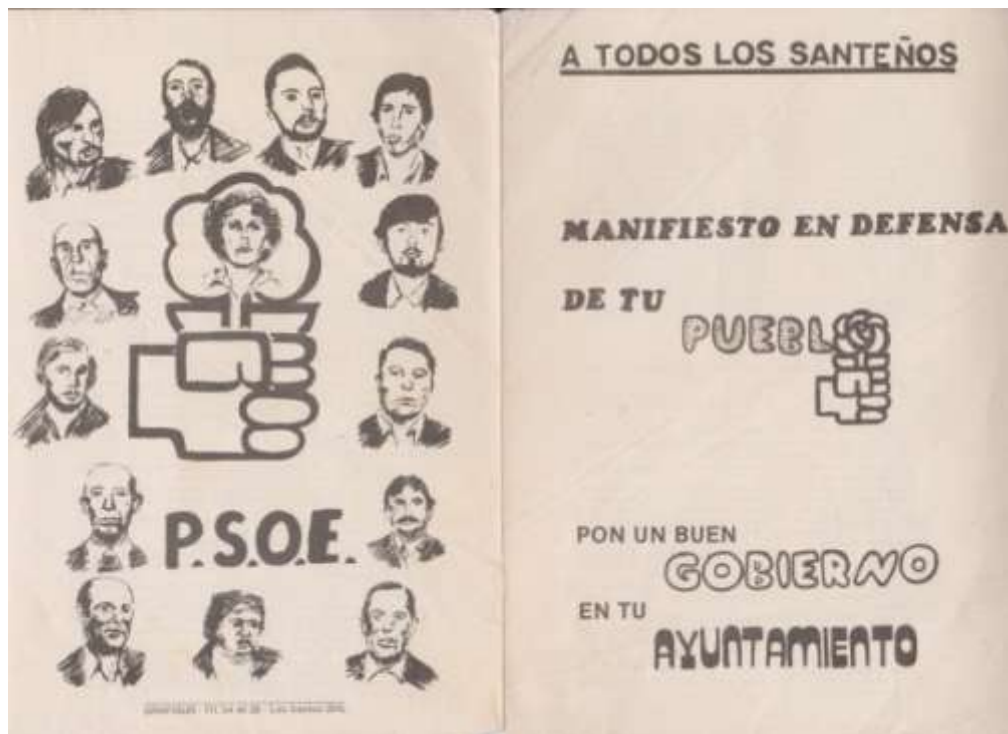 P.S.O.E.
A TODOS LOS SANTEÑOS
MANIFIESTO EN DEFENSA
DE TU
PUEBLO
PON UN BUEN
GOBIERNO
EN TU
AYUNTAMIENTO